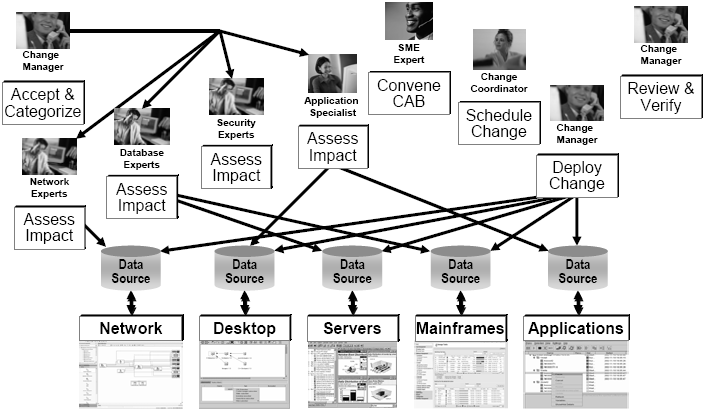 Change
Manager
Accept &
Categorize
Network
Experts
Assess
Impact
Database
Experts
Assess
Impact
Security
Experts
Assess
Impact
Application
Specialist
Assess
Impact
SME
Expert
Convene
CAB
Change
Coordinator
Schedule
Change
Change
Manager
Deploy
Change
Change
Manager
Review &
Verify
Data
Source
Data
Source
Data
Source
Data
Source
Data
Source
Network
Desktop
Servers
Mainframes
Applications